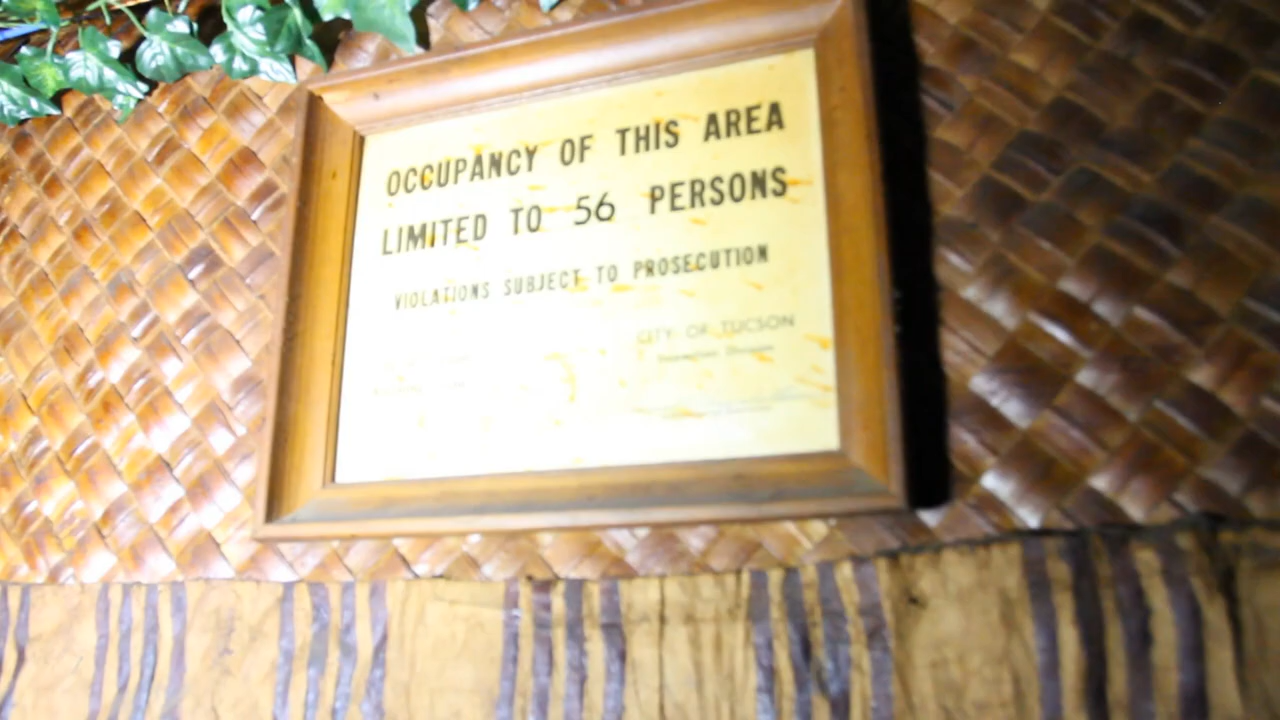 OCCUPANCY OF THIS AREA
LIMITED TO 56 PERSONS
VIOLATIONS SUBJECT TO PROSECUTION
CITY OF TUCSON